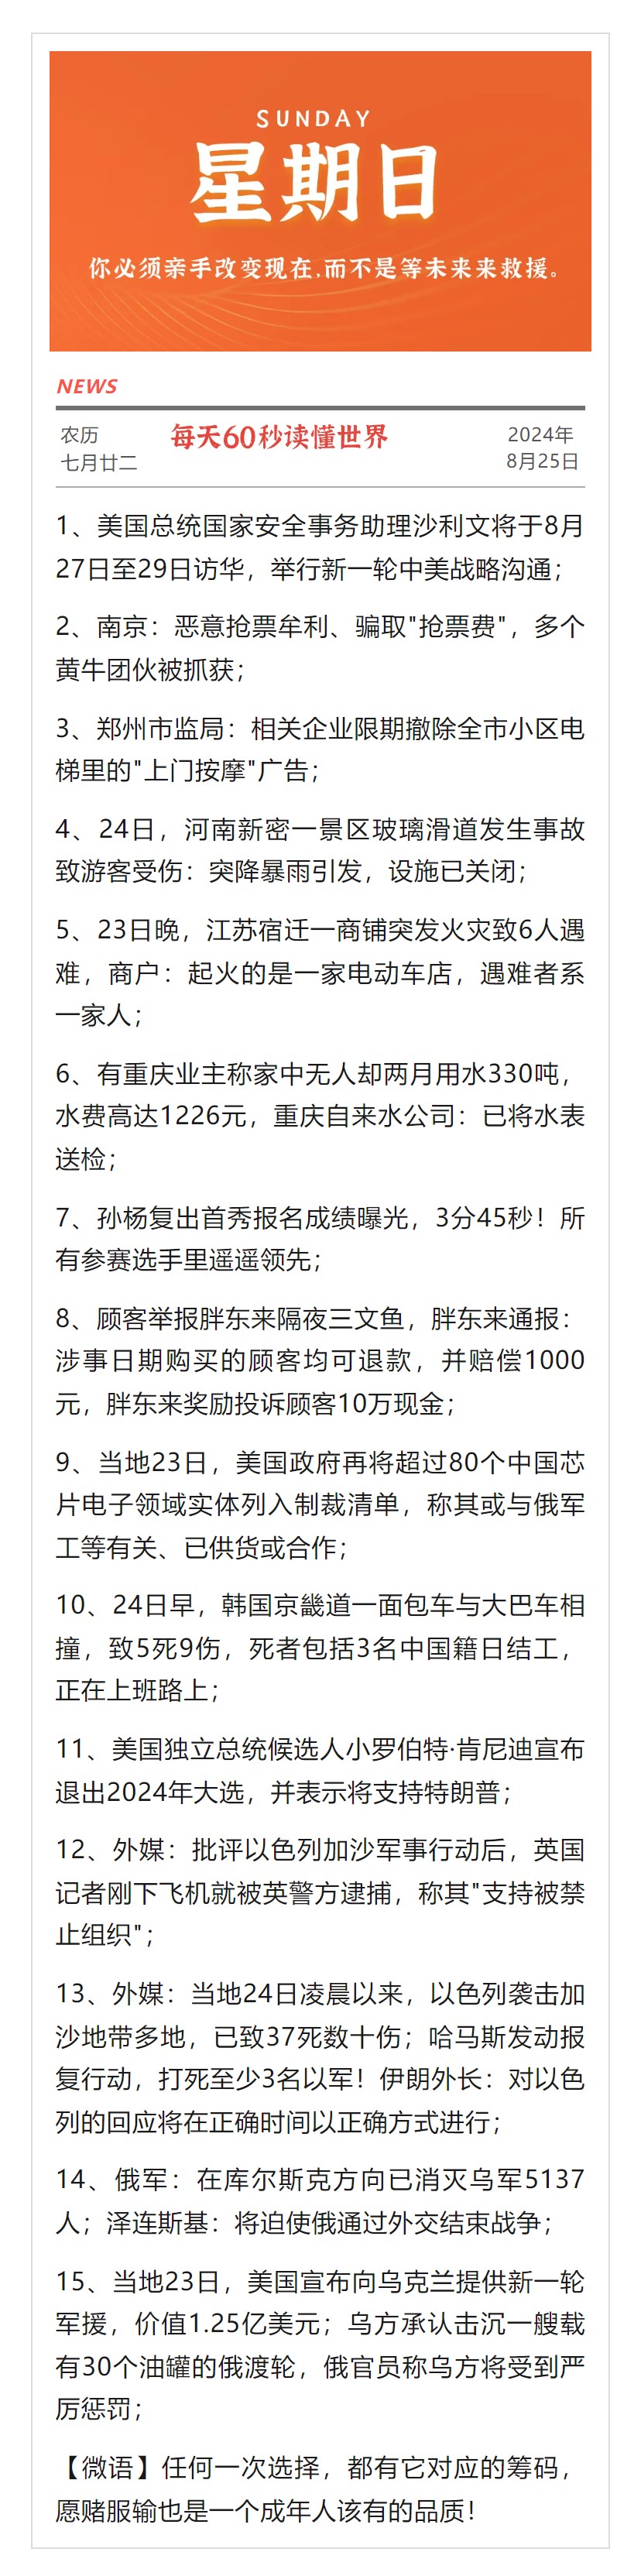 SUNDAY
星期日
你必须亲手改变现在,而不是等未来来救援。
NEWS
农历
七月廿二
每天60秒读懂世界
2024年
8月25日
1、美国总统国家安全事务助理沙利文将于8月
27日至29日访华，举行新一轮中美战略沟通；
2、南京：恶意抢票牟利、骗取"抢票费"，多个
黄牛团伙被抓获；
3、郑州市监局：相关企业限期撤除全市小区电
梯里的"上门按摩"广告；
4、24日，河南新密一景区玻璃滑道发生事故
致游客受伤：突降暴雨引发，设施已关闭；
5、23日晚，江苏宿迁一商铺突发火灾致6人遇
难，商户：起火的是一家电动车店，遇难者系
一家人；
6、有重庆业主称家中无人却两月用水330吨，
水费高达1226元，重庆自来水公司：已将水表
送检；
7、孙杨复出首秀报名成绩曝光，3分45秒！所
有参赛选手里遥遥领先；
8、顾客举报胖东来隔夜三文鱼，胖东来通报：
涉事日期购买的顾客均可退款，并赔偿1000
元，胖东来奖励投诉顾客10万现金；
9、当地23日，美国政府再将超过80个中国芯
片电子领域实体列入制裁清单，称其或与俄军
工等有关、已供货或合作；
10、24日早，韩国京畿道一面包车与大巴车相
撞，致5死9伤，死者包括3名中国籍日结工，
正在上班路上；
11、美国独立总统候选人小罗伯特·肯尼迪宣布
退出2024年大选，并表示将支持特朗普；
12、外媒：批评以色列加沙军事行动后，英国
记者刚下飞机就被英警方逮捕，称其"支持被禁
止组织"；
13、外媒：当地24日凌晨以来，以色列袭击加
沙地带多地，已致37死数十伤；哈马斯发动报
复行动，打死至少3名以军！伊朗外长：对以色
列的回应将在正确时间以正确方式进行；
14、俄军：在库尔斯克方向已消灭乌军5137
人；泽连斯基：将迫使俄通过外交结束战争；
15、当地23日，美国宣布向乌克兰提供新一轮
军援，价值1.25亿美元；乌方承认击沉一艘载
有30个油罐的俄渡轮，俄官员称乌方将受到严
厉惩罚；
【微语】任何一次选择，都有它对应的筹码，
愿赌服输也是一个成年人该有的品质！